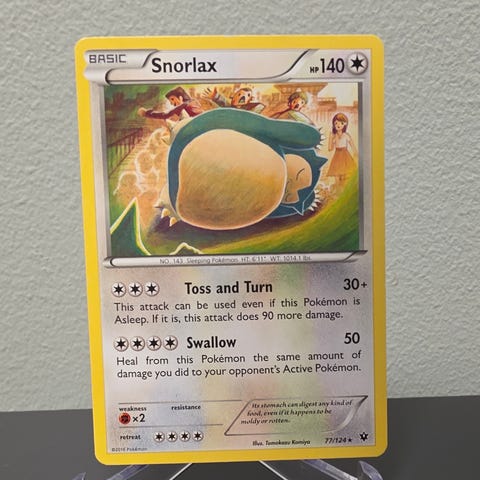 BASIC
Snorlax HP 140
NO. 143 Sleeping Pokémon HT: 6'11" WT: 1014.1 lbs.
Toss and Turn 30+
This attack can be used even if this Pokémon is
Asleep. If it is, this attack does 90 more damage.
Swallow 50
Heal from this Pokémon the same amount of
damage you did to your opponent's Active Pokémon.
weakness resistance
×2
retreat
Its stomach can digest any kind of
food, even if it happens to be
moldy or rotten.
Illus. Tomokazu Komiya 77/124 ★
©2016 Pokémon